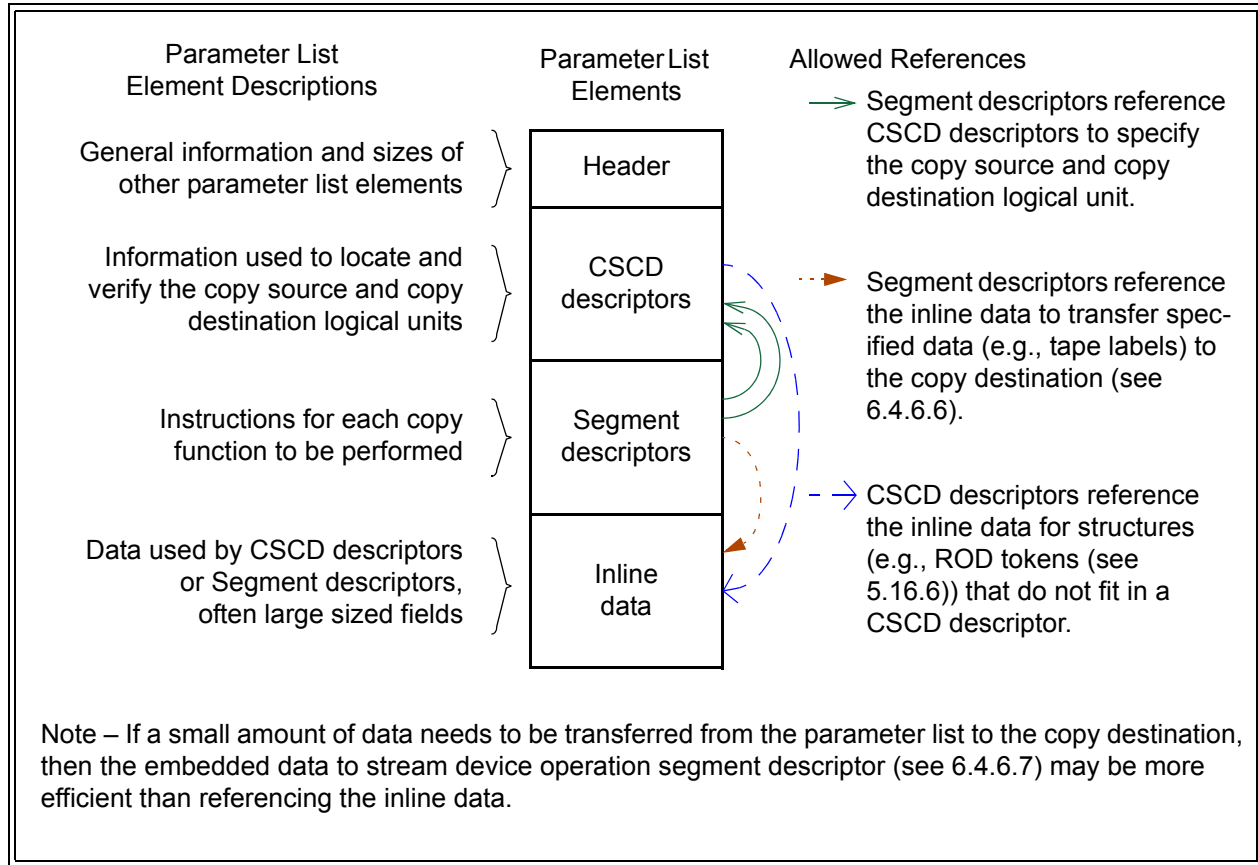 Parameter List
Element Descriptions
Parameter List
Elements
Allowed References
General information and sizes of
other parameter list elements
Header
Information used to locate and
verify the copy source and copy
destination logical units
CSCD
descriptors
Instructions for each copy
function to be performed
Segment
descriptors
Data used by CSCD descriptors
or Segment descriptors,
often large sized fields
Inline
data
Segment descriptors reference
CSCD descriptors to specify
the copy source and copy
destination logical unit.
Segment descriptors reference
the inline data to transfer spec-
ified data (e.g., tape labels) to
the copy destination (see
6.4.6.6).
CSCD descriptors reference
the inline data for structures
(e.g., ROD tokens (see
5.16.6)) that do not fit in a
CSCD descriptor.
Note – If a small amount of data needs to be transferred from the parameter list to the copy destination,
then the embedded data to stream device operation segment descriptor (see 6.4.6.7) may be more
efficient than referencing the inline data.